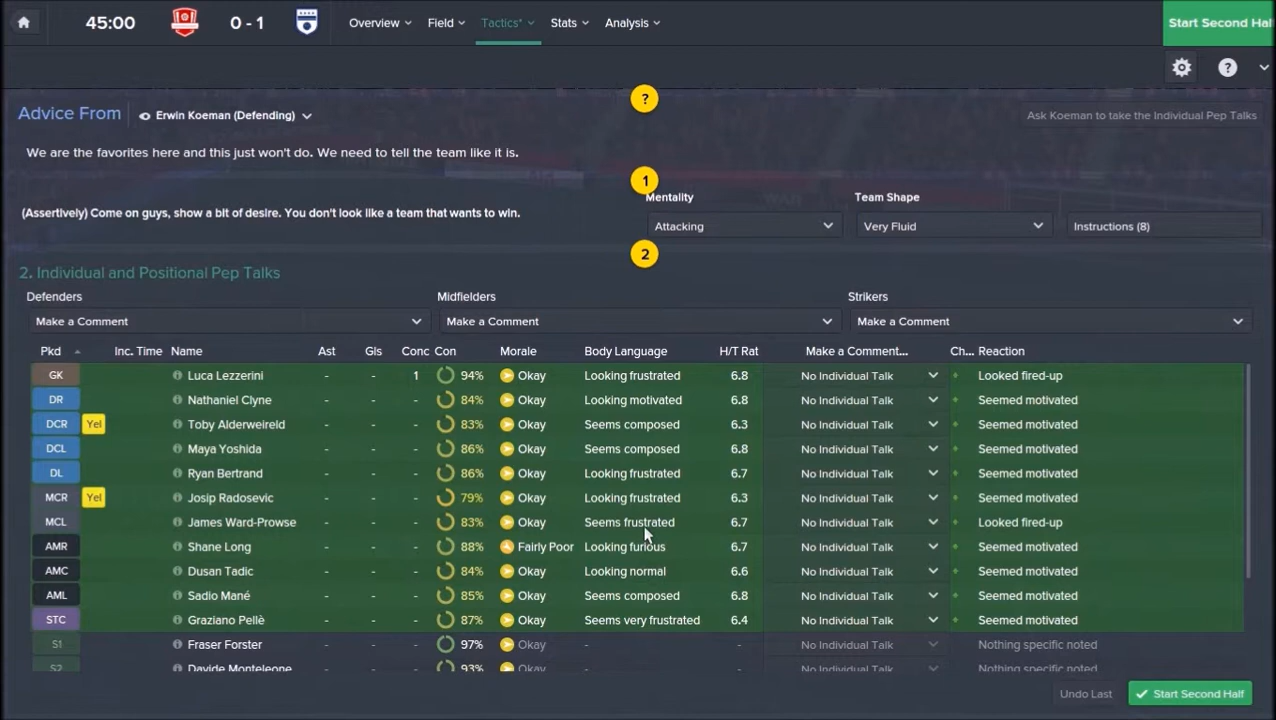 45:00 0 - 1 Overview Field Tactics* Stats Analysis Start Second Hal
?
Advice From Erwin Koeman (Defending) ? Ask Koeman to take the Individual Pep Talks
We are the favorites here and this just won't do. We need to tell the team like it is.
1
Mentality Team Shape
(Assertively) Come on guys, show a bit of desire. You don't look like a team that wants to win. Attacking Very Fluid Instructions (8)
2
2. Individual and Positional Pep Talks
Defenders Midfielders Strikers
Make a Comment Make a Comment Make a Comment
Pkd Inc. Time Name Ast Gls Conc Con Morale Body Language H/T Rat Make a Comment... Ch... Reaction
GK Luca Lezzerini - - 1 94% Okay Looking frustrated 6.8 No Individual Talk Looked fired-up
DR Nathaniel Clyne - - - 84% Okay Looking motivated 6.8 No Individual Talk Seemed motivated
DCR Yel Toby Alderweireld - - - 83% Okay Seems composed 6.3 No Individual Talk Seemed motivated
DCL Maya Yoshida - - - 86% Okay Seems composed 6.8 No Individual Talk Seemed motivated
DL Ryan Bertrand - - - 86% Okay Looking frustrated 6.7 No Individual Talk Seemed motivated
MCR Yel Josip Radosevic - - - 79% Okay Looking frustrated 6.3 No Individual Talk Seemed motivated
MCL James Ward-Prowse - - - 83% Okay Seems frustrated 6.7 No Individual Talk Looked fired-up
AMR Shane Long - - - 88% Fairly Poor Looking furious 6.7 No Individual Talk Seemed motivated
AMC Dusan Tadic - - - 84% Okay Looking normal 6.6 No Individual Talk Seemed motivated
AML Sadio Mané - - - 85% Okay Seems composed 6.8 No Individual Talk Seemed motivated
STC Graziano Pellè - - - 87% Okay Seems very frustrated 6.4 No Individual Talk Seemed motivated
S1 Fraser Forster - - - 97% Okay - - No Individual Talk Nothing specific noted
S2 Davide Monteleone - - - 93% Okay - - No Individual Talk Nothing specific noted
Undo Last Start Second Half